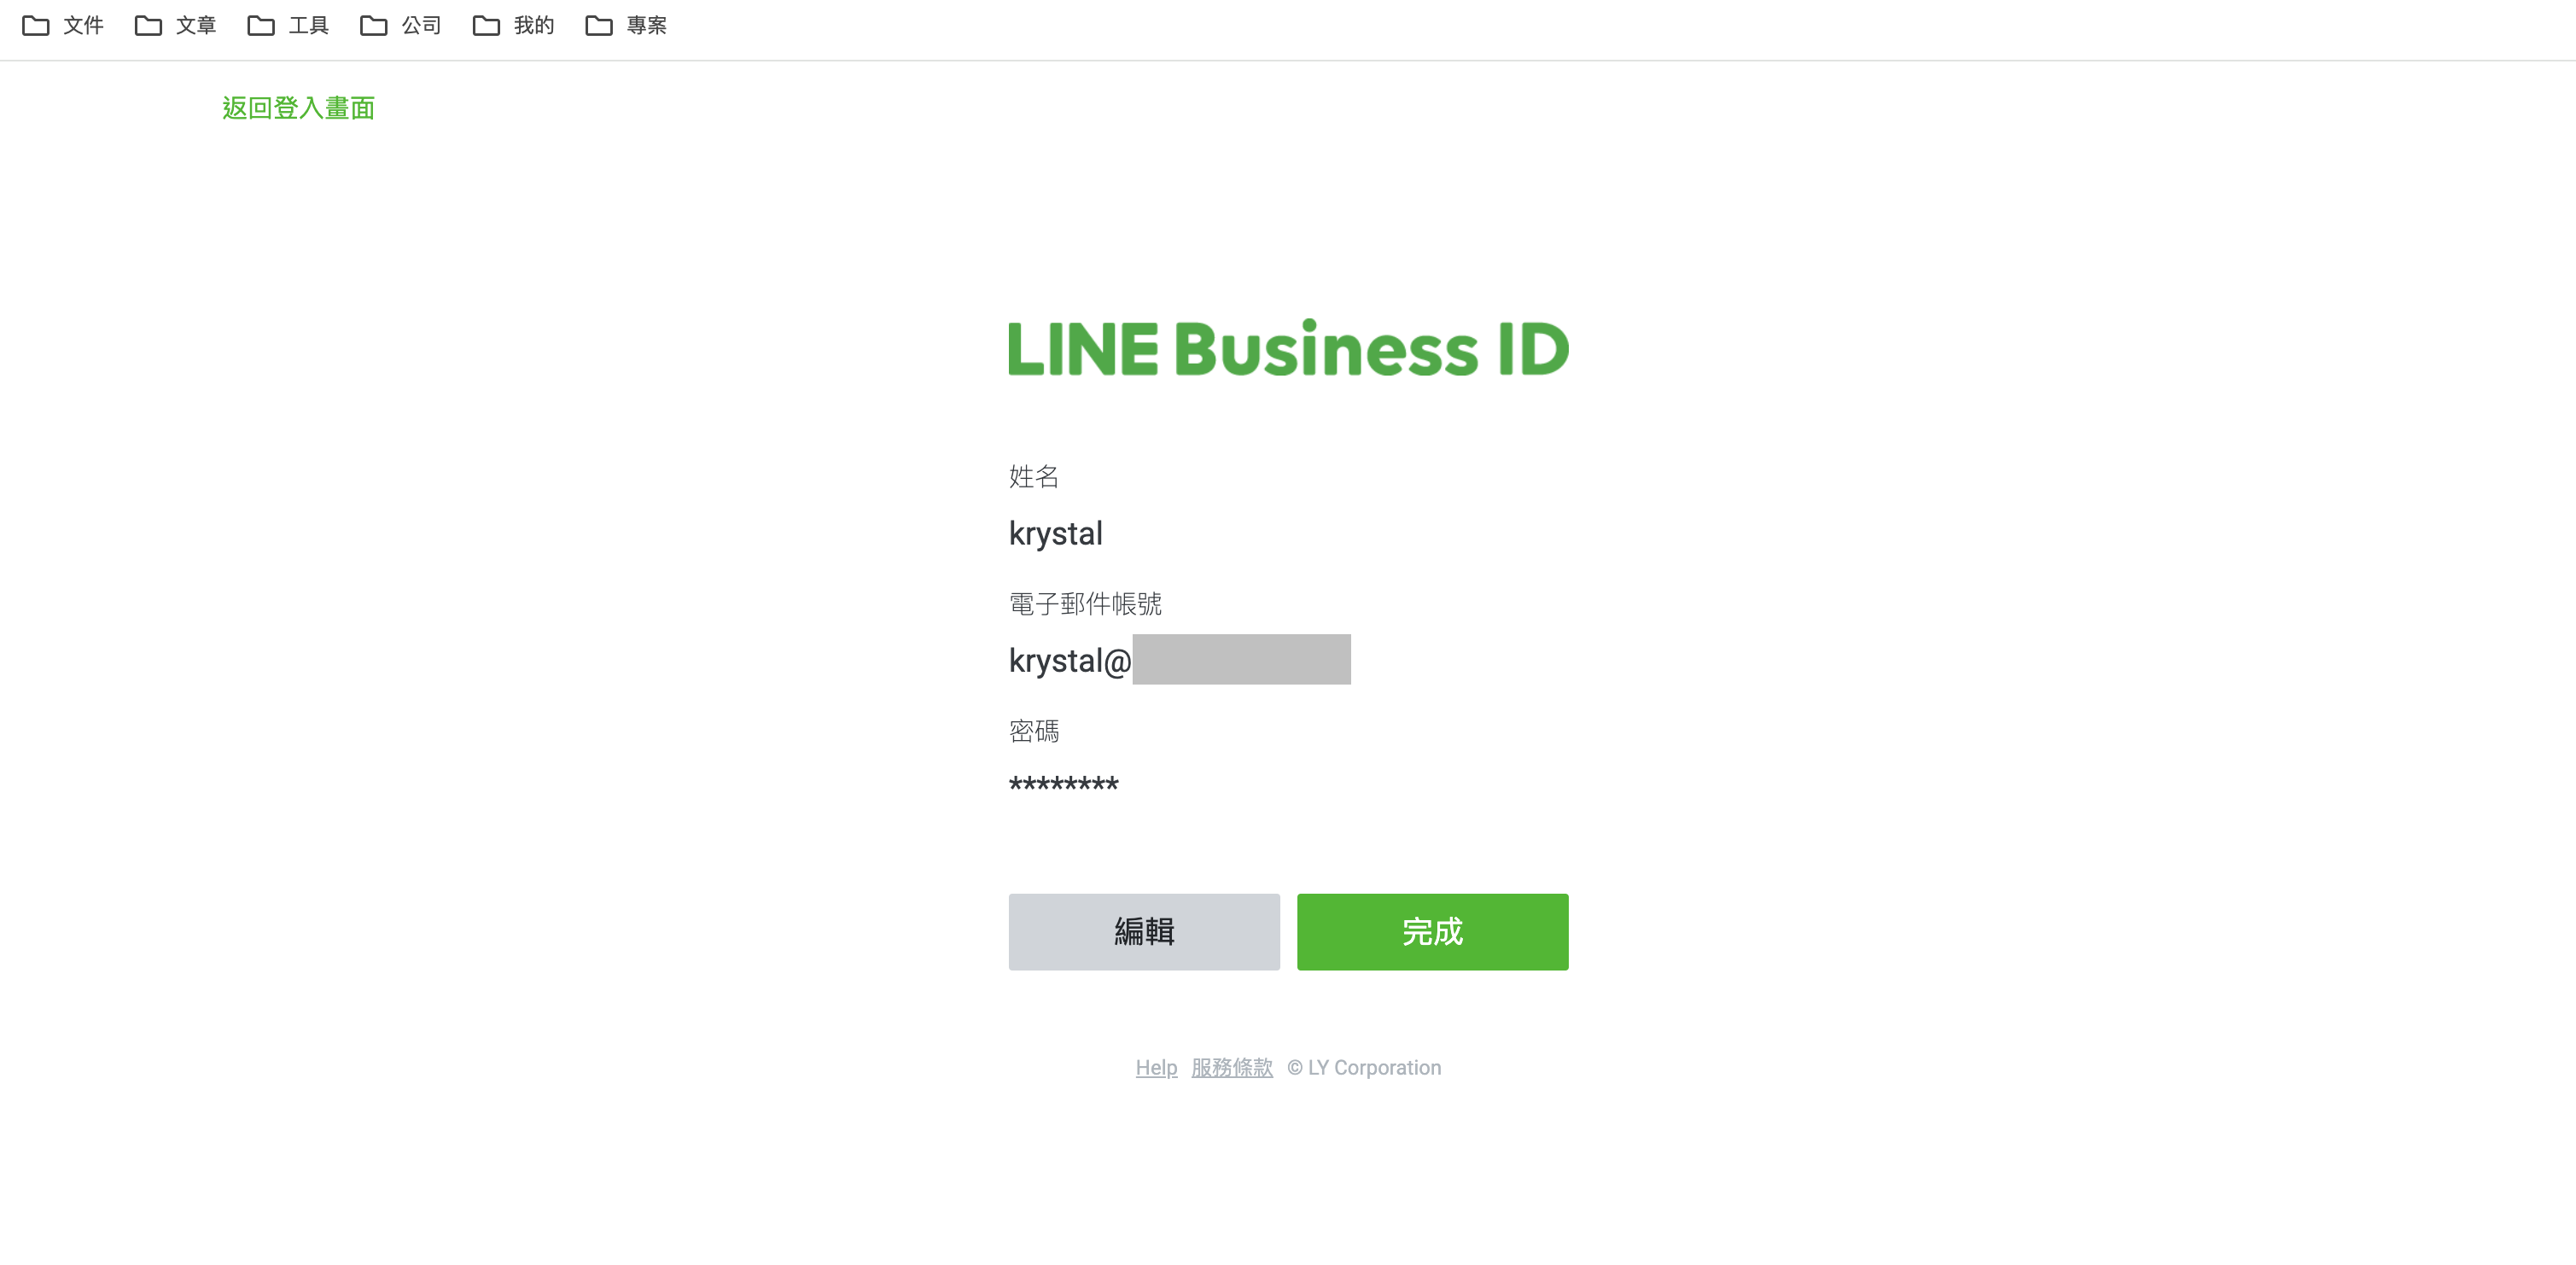 文件 文章 工具 公司 我的 專案
返回登入畫面
LINE Business ID
姓名
krystal
電子郵件帳號
krystal@
密碼
********
編輯 完成
Help 服務條款 © LY Corporation